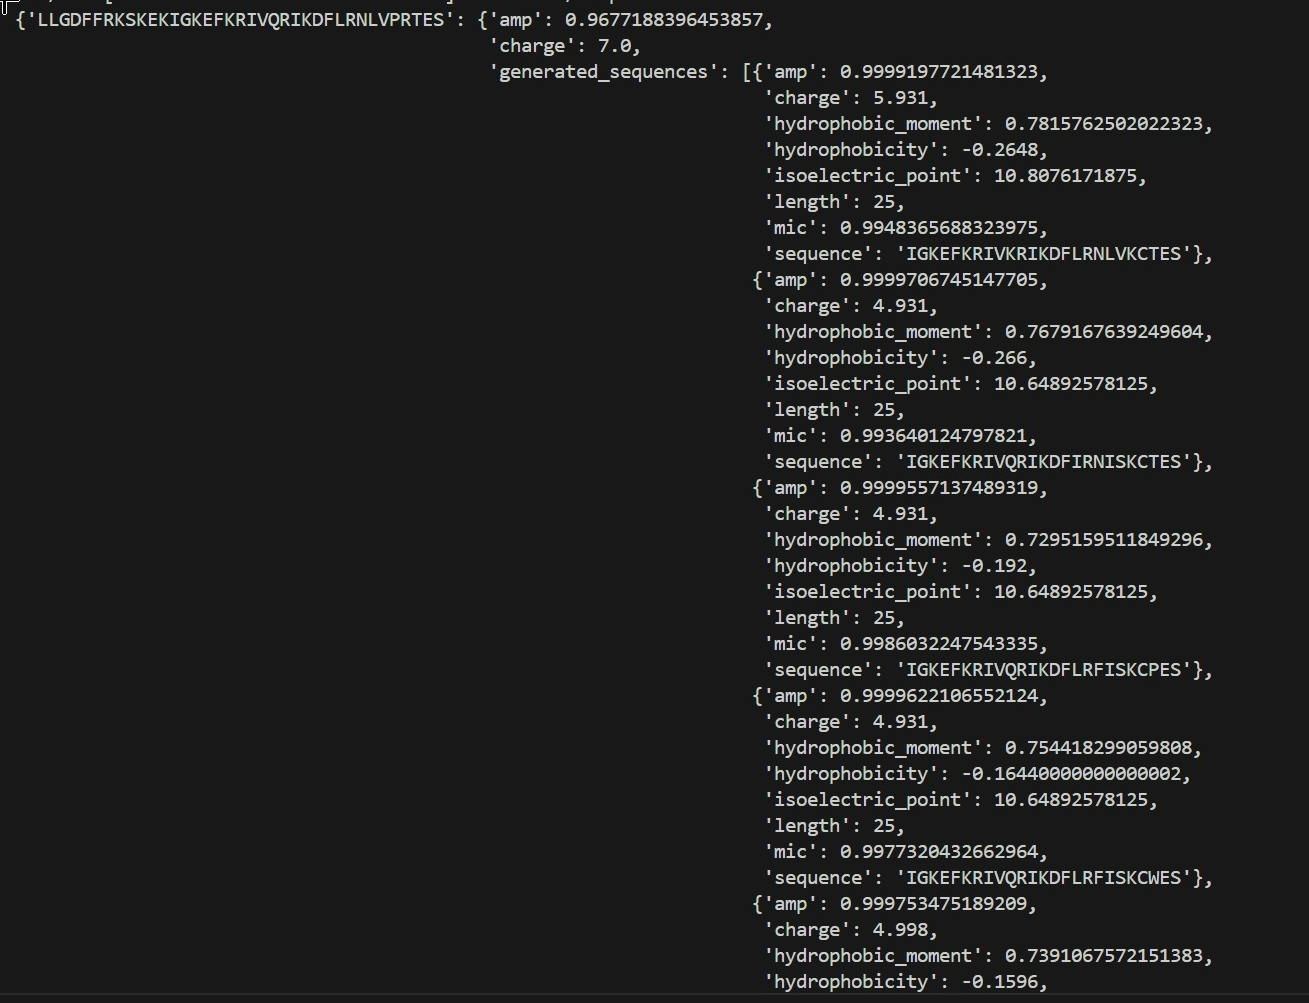 {'LLGDFFRKSKEKIGKEFKRIVQRIKDFLRNLVPRTES': {'amp': 0.9677188396453857,
'charge': 7.0,
'generated_sequences': [{'amp': 0.9999197721481323,
'charge': 5.931,
'hydrophobic_moment': 0.7815762502022323,
'hydrophobicity': -0.2648,
'isoelectric_point': 10.8076171875,
'length': 25,
'mic': 0.9948365688323975,
'sequence': 'IGKEFKRIVKRIKDFLRNLVKCTES'},
{'amp': 0.9999706745147705,
'charge': 4.931,
'hydrophobic_moment': 0.7679167639249604,
'hydrophobicity': -0.266,
'isoelectric_point': 10.64892578125,
'length': 25,
'mic': 0.993640124797821,
'sequence': 'IGKEFKRIVQRIKDFIRNISKCTES'},
{'amp': 0.9999557137489319,
'charge': 4.931,
'hydrophobic_moment': 0.7295159511849296,
'hydrophobicity': -0.192,
'isoelectric_point': 10.64892578125,
'length': 25,
'mic': 0.9986032247543335,
'sequence': 'IGKEFKRIVQRIKDFLRFISKCPES'},
{'amp': 0.9999622106552124,
'charge': 4.931,
'hydrophobic_moment': 0.754418299059808,
'hydrophobicity': -0.16440000000000002,
'isoelectric_point': 10.64892578125,
'length': 25,
'mic': 0.9977320432662964,
'sequence': 'IGKEFKRIVQRIKDFLRFISKCWES'},
{'amp': 0.999753475189209,
'charge': 4.998,
'hydrophobic_moment': 0.7391067572151383,
'hydrophobicity': -0.1596,